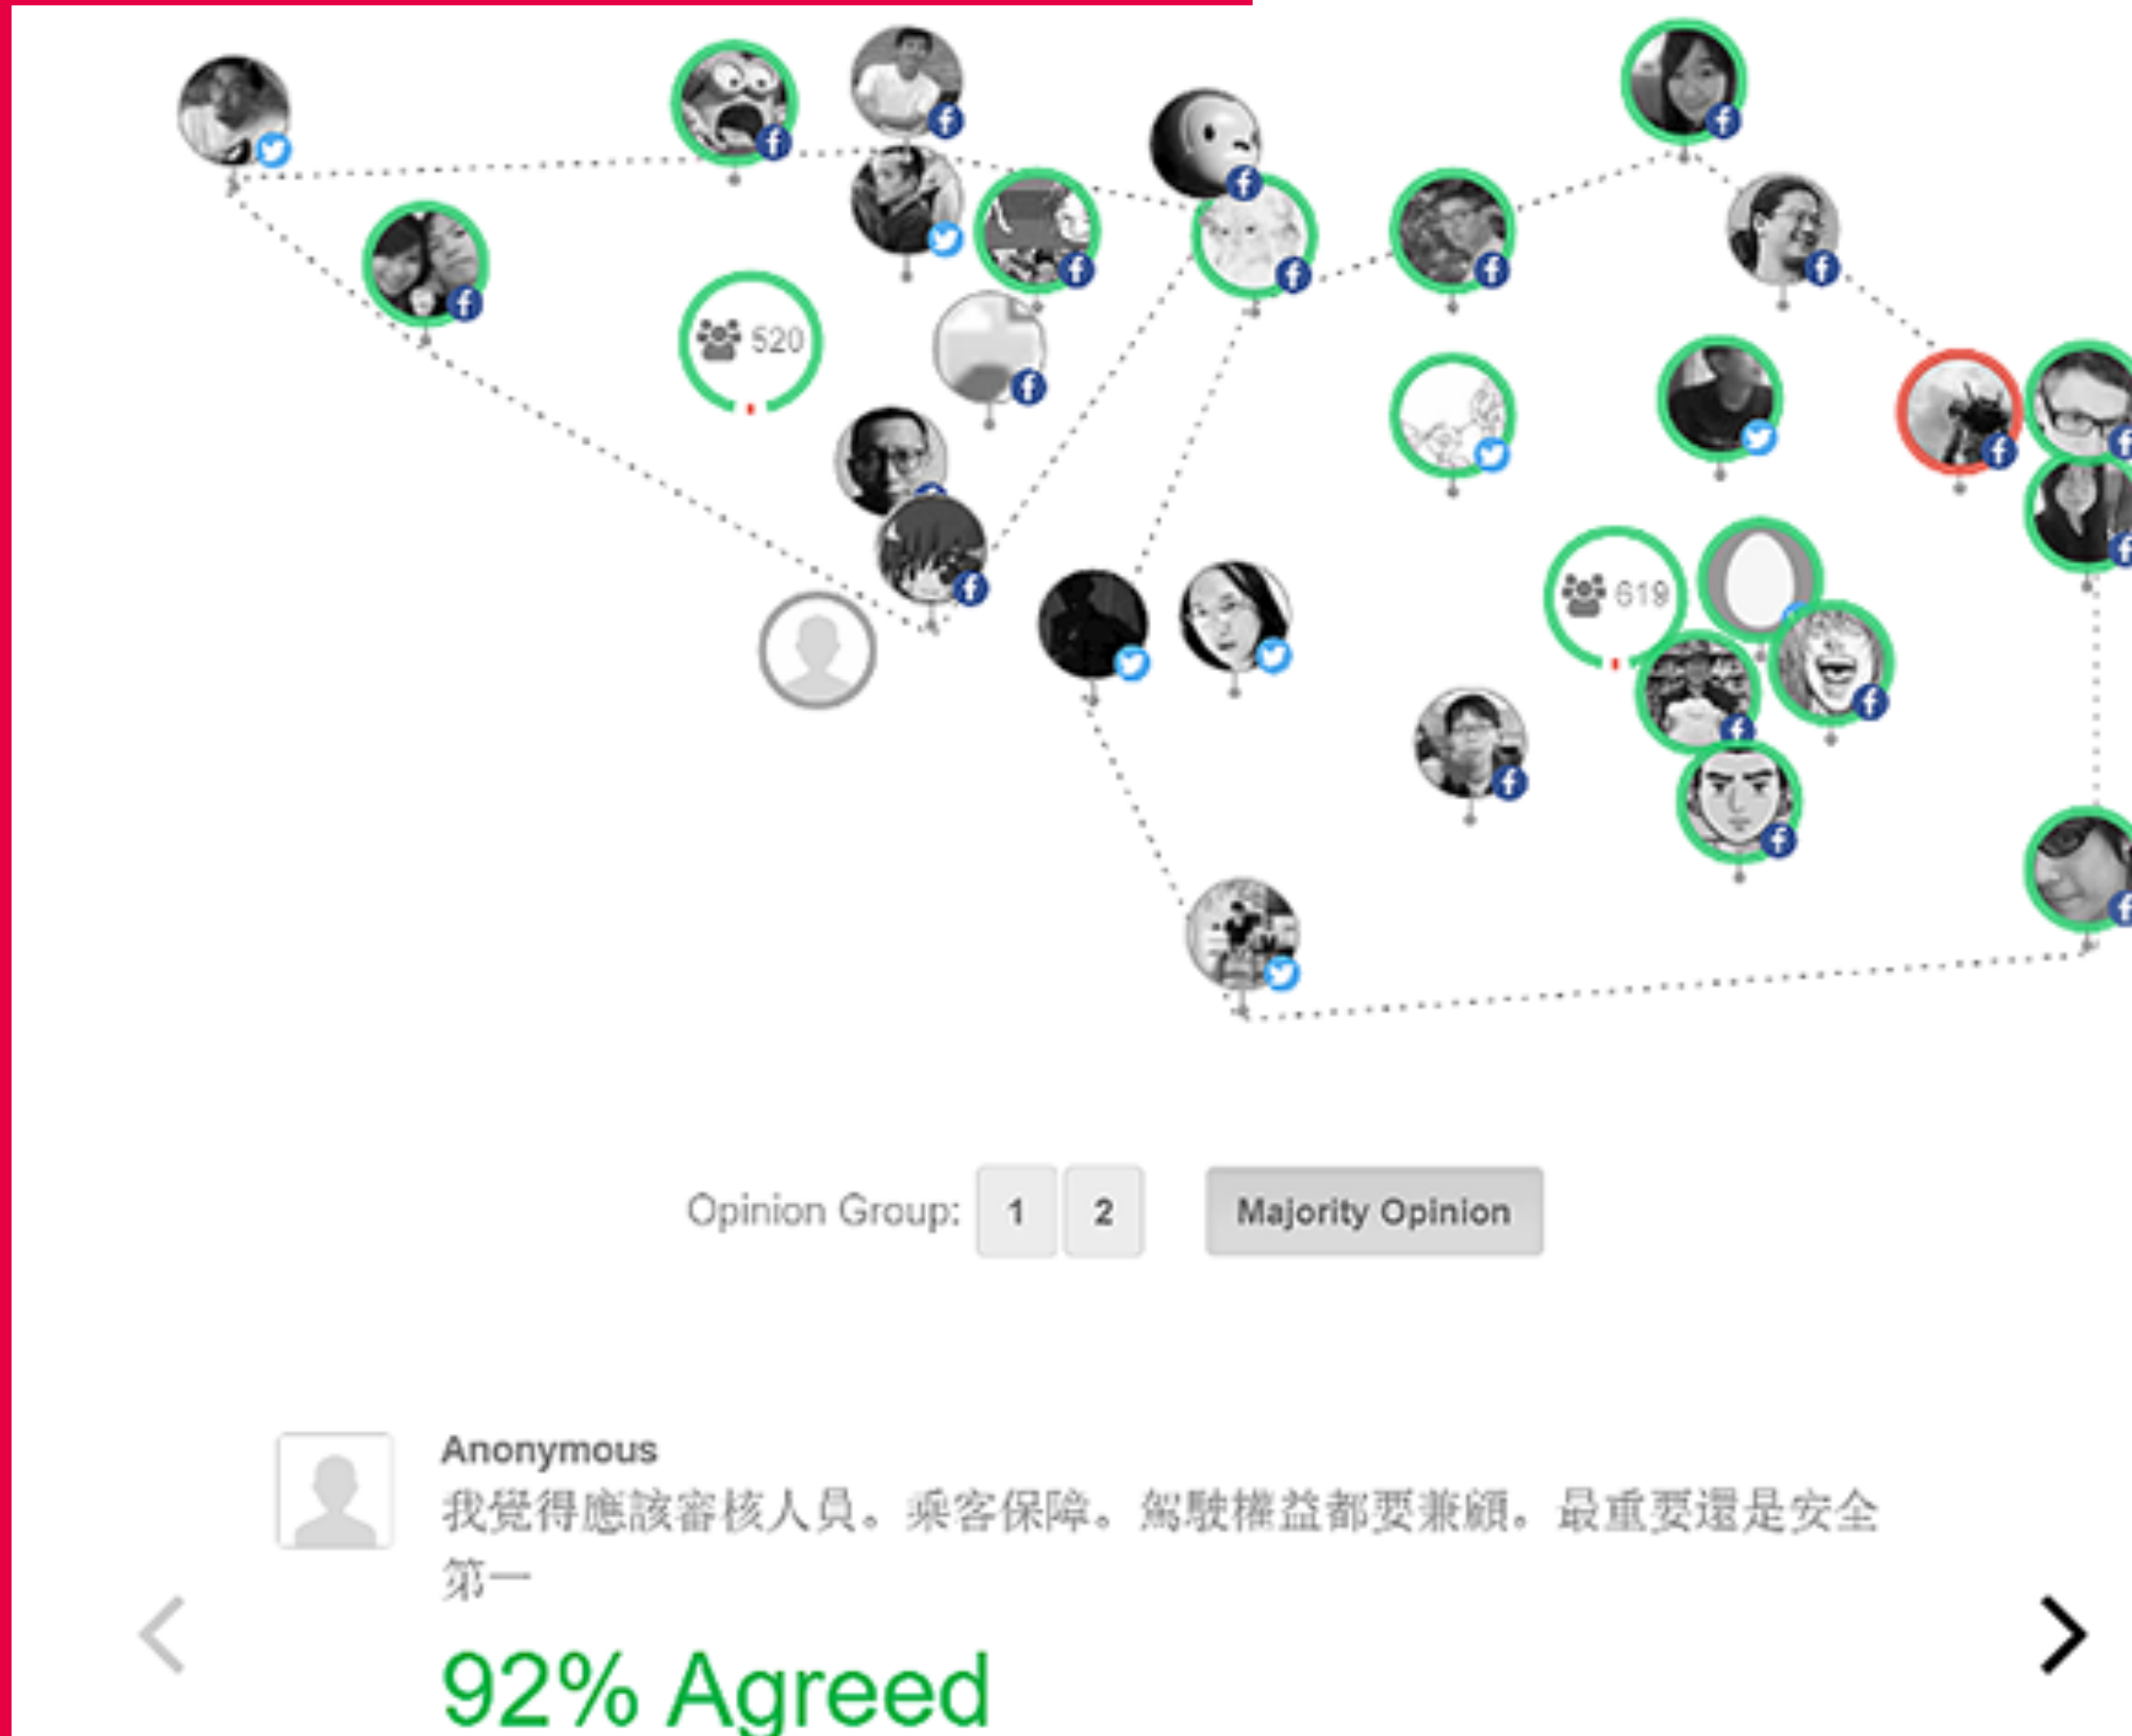 520
619
Opinion Group: 1 2 Majority Opinion
Anonymous
我覺得應該審核人員。乘客保障。駕駛權益都要兼顧。最重要還是安全
第一
92% Agreed